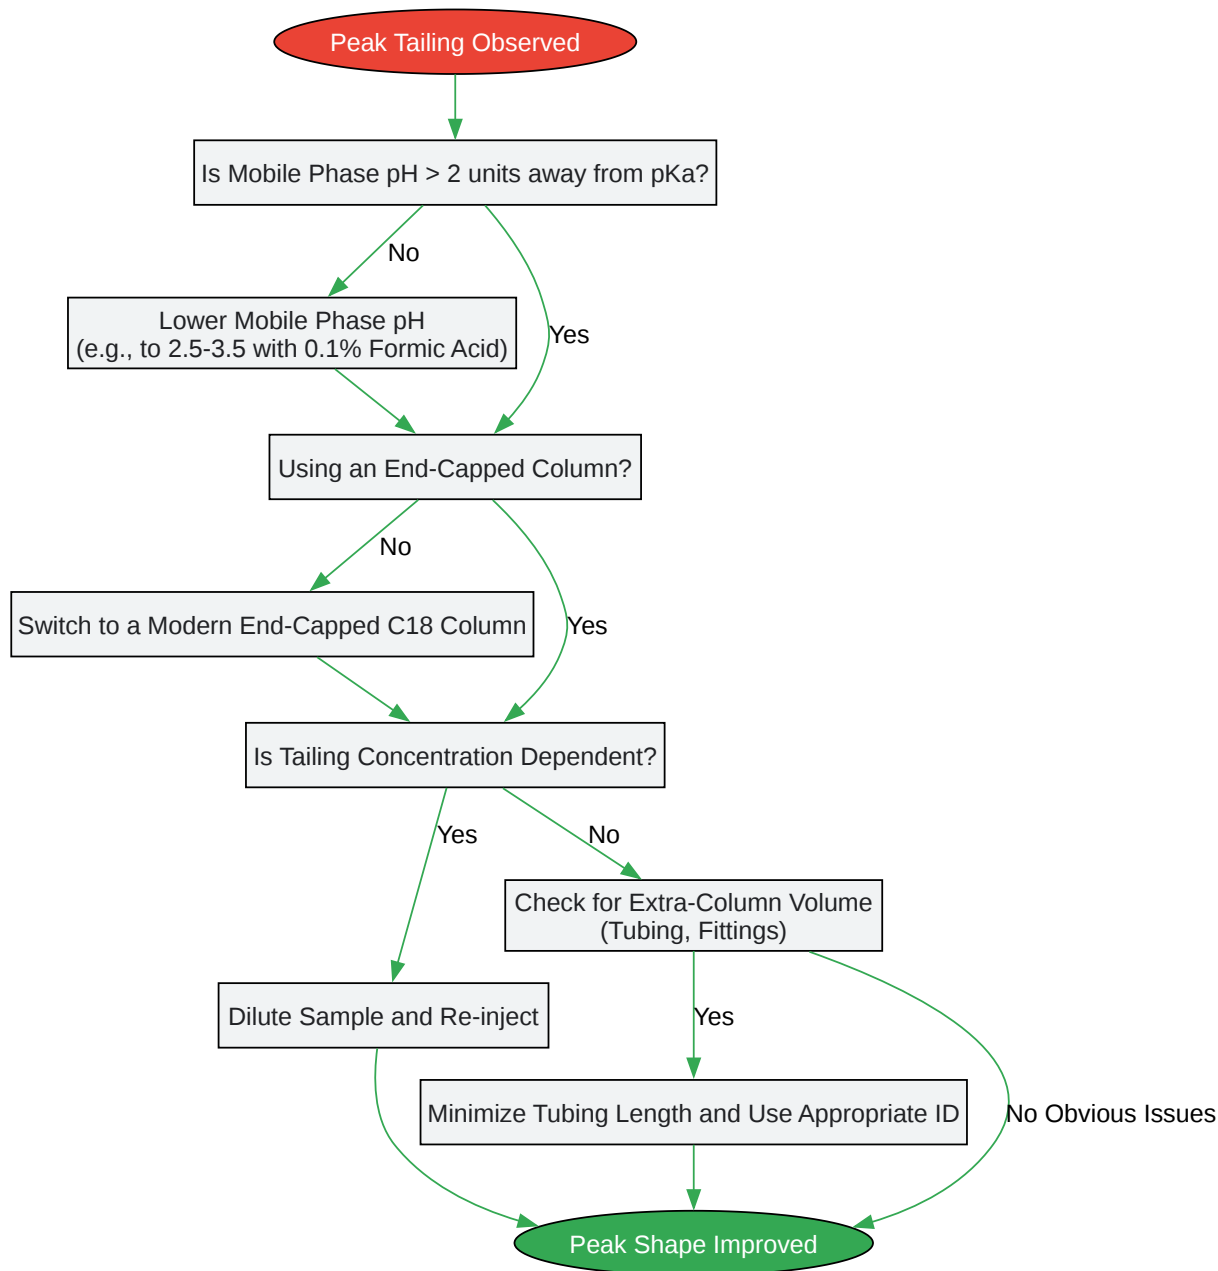 Peak Tailing Observed
Is Mobile Phase pH > 2 units away from pKa?
No
Lower Mobile Phase pH
(e.g., to 2.5-3.5 with 0.1% Formic Acid)
Yes
Using an End-Capped Column?
No
Switch to a Modern End-Capped C18 Column
Yes
Is Tailing Concentration Dependent?
Yes
No
Check for Extra-Column Volume
(Tubing, Fittings)
Dilute Sample and Re-inject
Yes
Minimize Tubing Length and Use Appropriate ID
No Obvious Issues
Peak Shape Improved